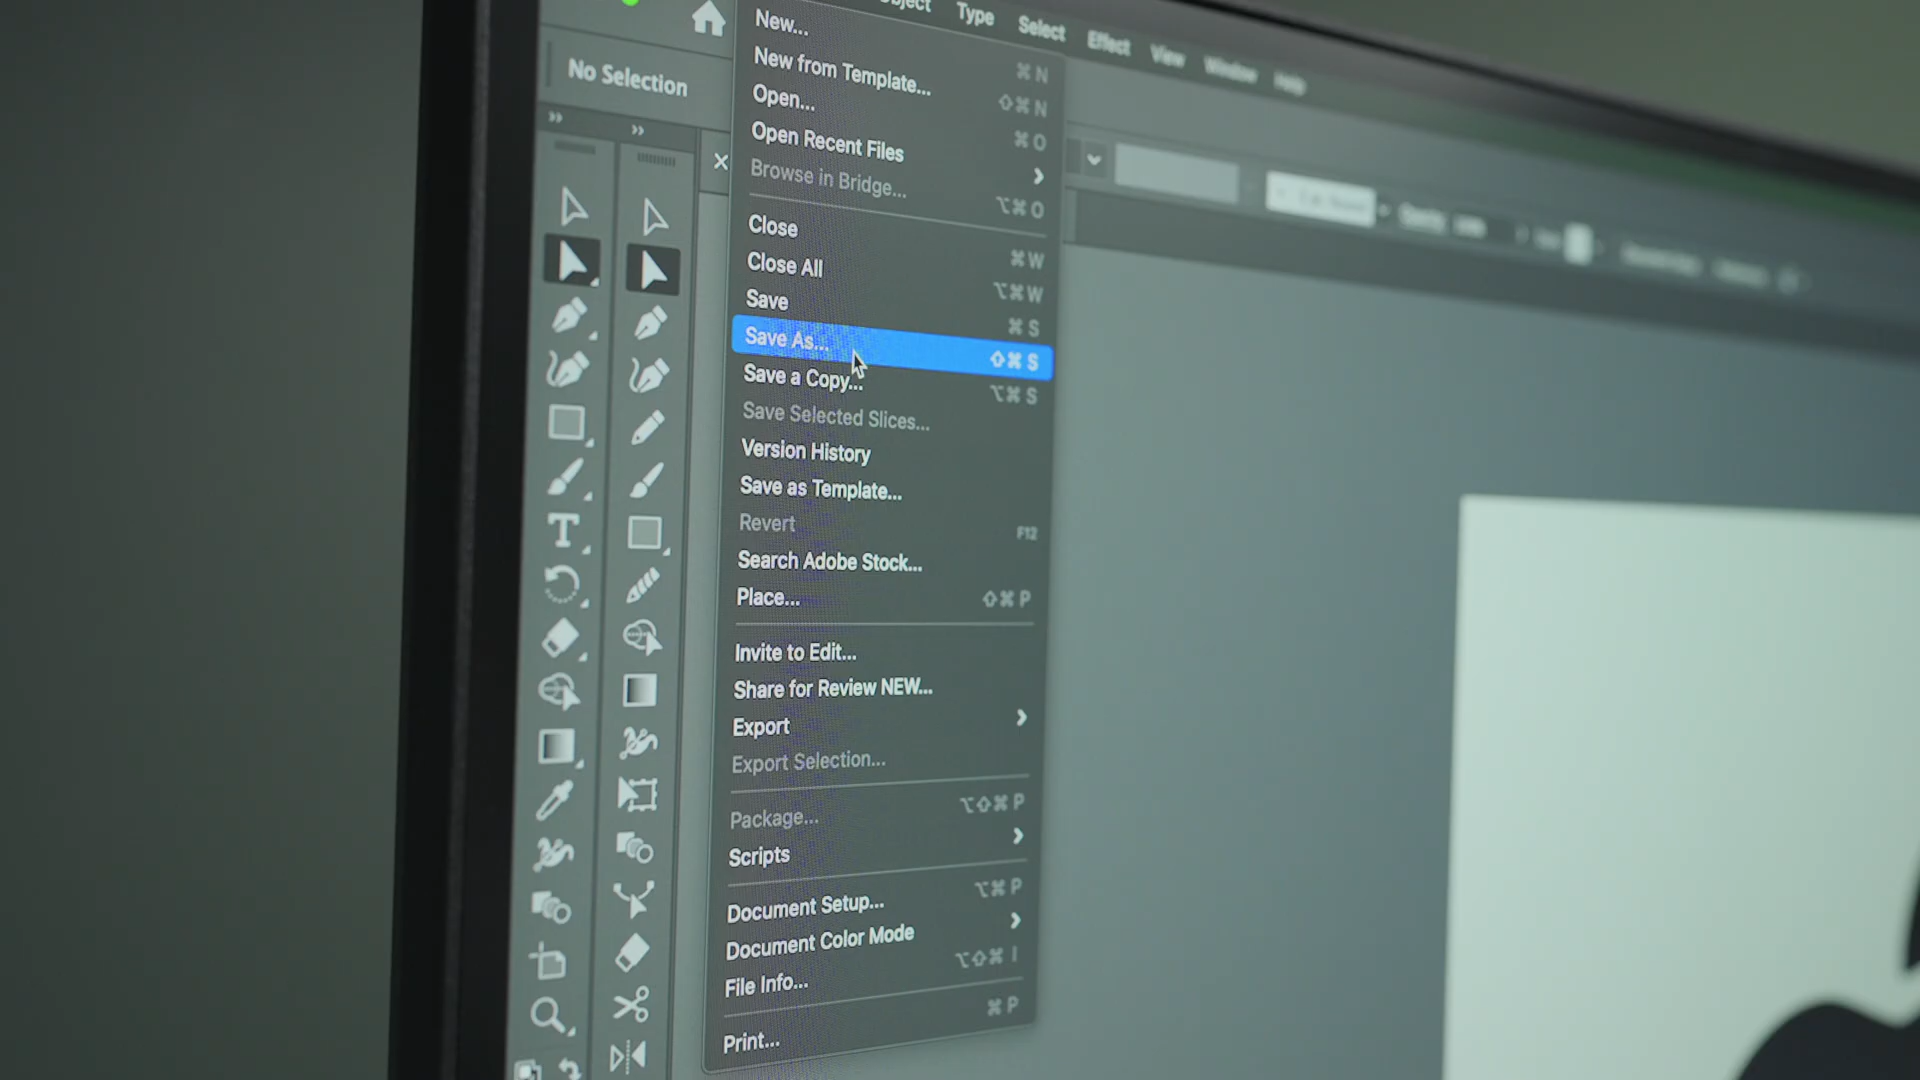 Type Select Effect View Window Help
No Selection
New... ⌘ N
New from Template... ⇧⌘ N
Open... ⌘ O
Open Recent Files
Browse in Bridge... ⌥⌘ O
Close ⌘ W
Close All ⌥⌘ W
Save ⌘ S
Save As... ⇧⌘ S
Save a Copy... ⌥⌘ S
Save Selected Slices...
Version History
Save as Template...
Revert F12
Search Adobe Stock...
Place... ⇧⌘ P
Invite to Edit...
Share for Review NEW...
Export
Export Selection...
Package... ⌥⇧⌘ P
Scripts
Document Setup... ⌥⌘ P
Document Color Mode
File Info... ⌥⇧⌘ I
Print... ⌘ P